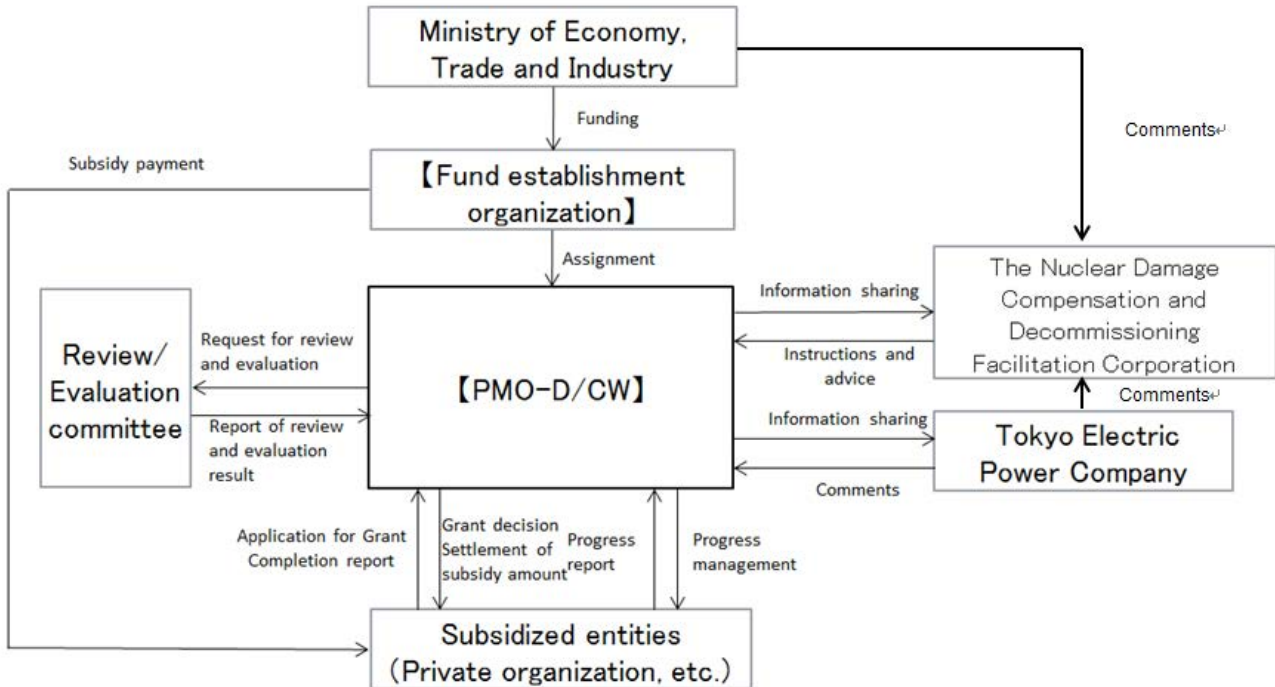 Ministry of Economy,
Trade and Industry
Funding
Comments↵
Subsidy payment
【Fund establishment
organization】
Assignment
The Nuclear Damage
Compensation and
Decommissioning
Facilitation Corporation
Information sharing
Instructions and
advice
Review/
Evaluation
committee
Request for review
and evaluation
Report of review
and evaluation
result
【PMO-D/CW】
Comments↵
Information sharing
Comments
Tokyo Electric
Power Company
Application for Grant
Completion report
Grant decision
Settlement of
subsidy amount
Progress
report
Progress
management
Subsidized entities
(Private organization, etc.)